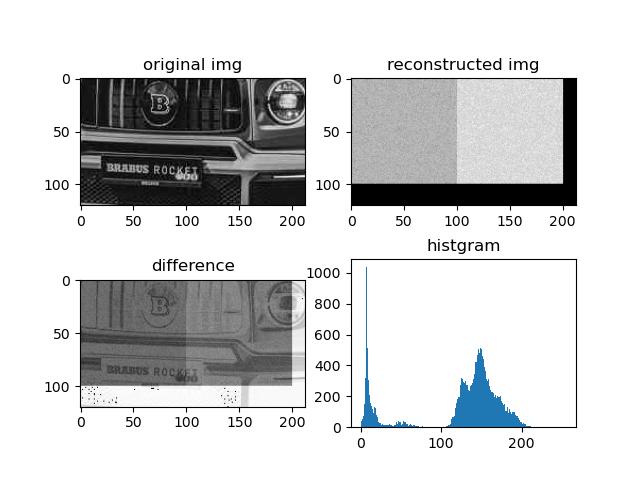 original img
reconstructed img
0
50
100
0 50 100 150 200
B
BRABUS ROCKET
900
0
50
100
0 50 100 150 200
difference
histgram
0
50
100
0 50 100 150 200
B
BRABUS ROCKET
1000
800
600
400
200
0
0 100 200